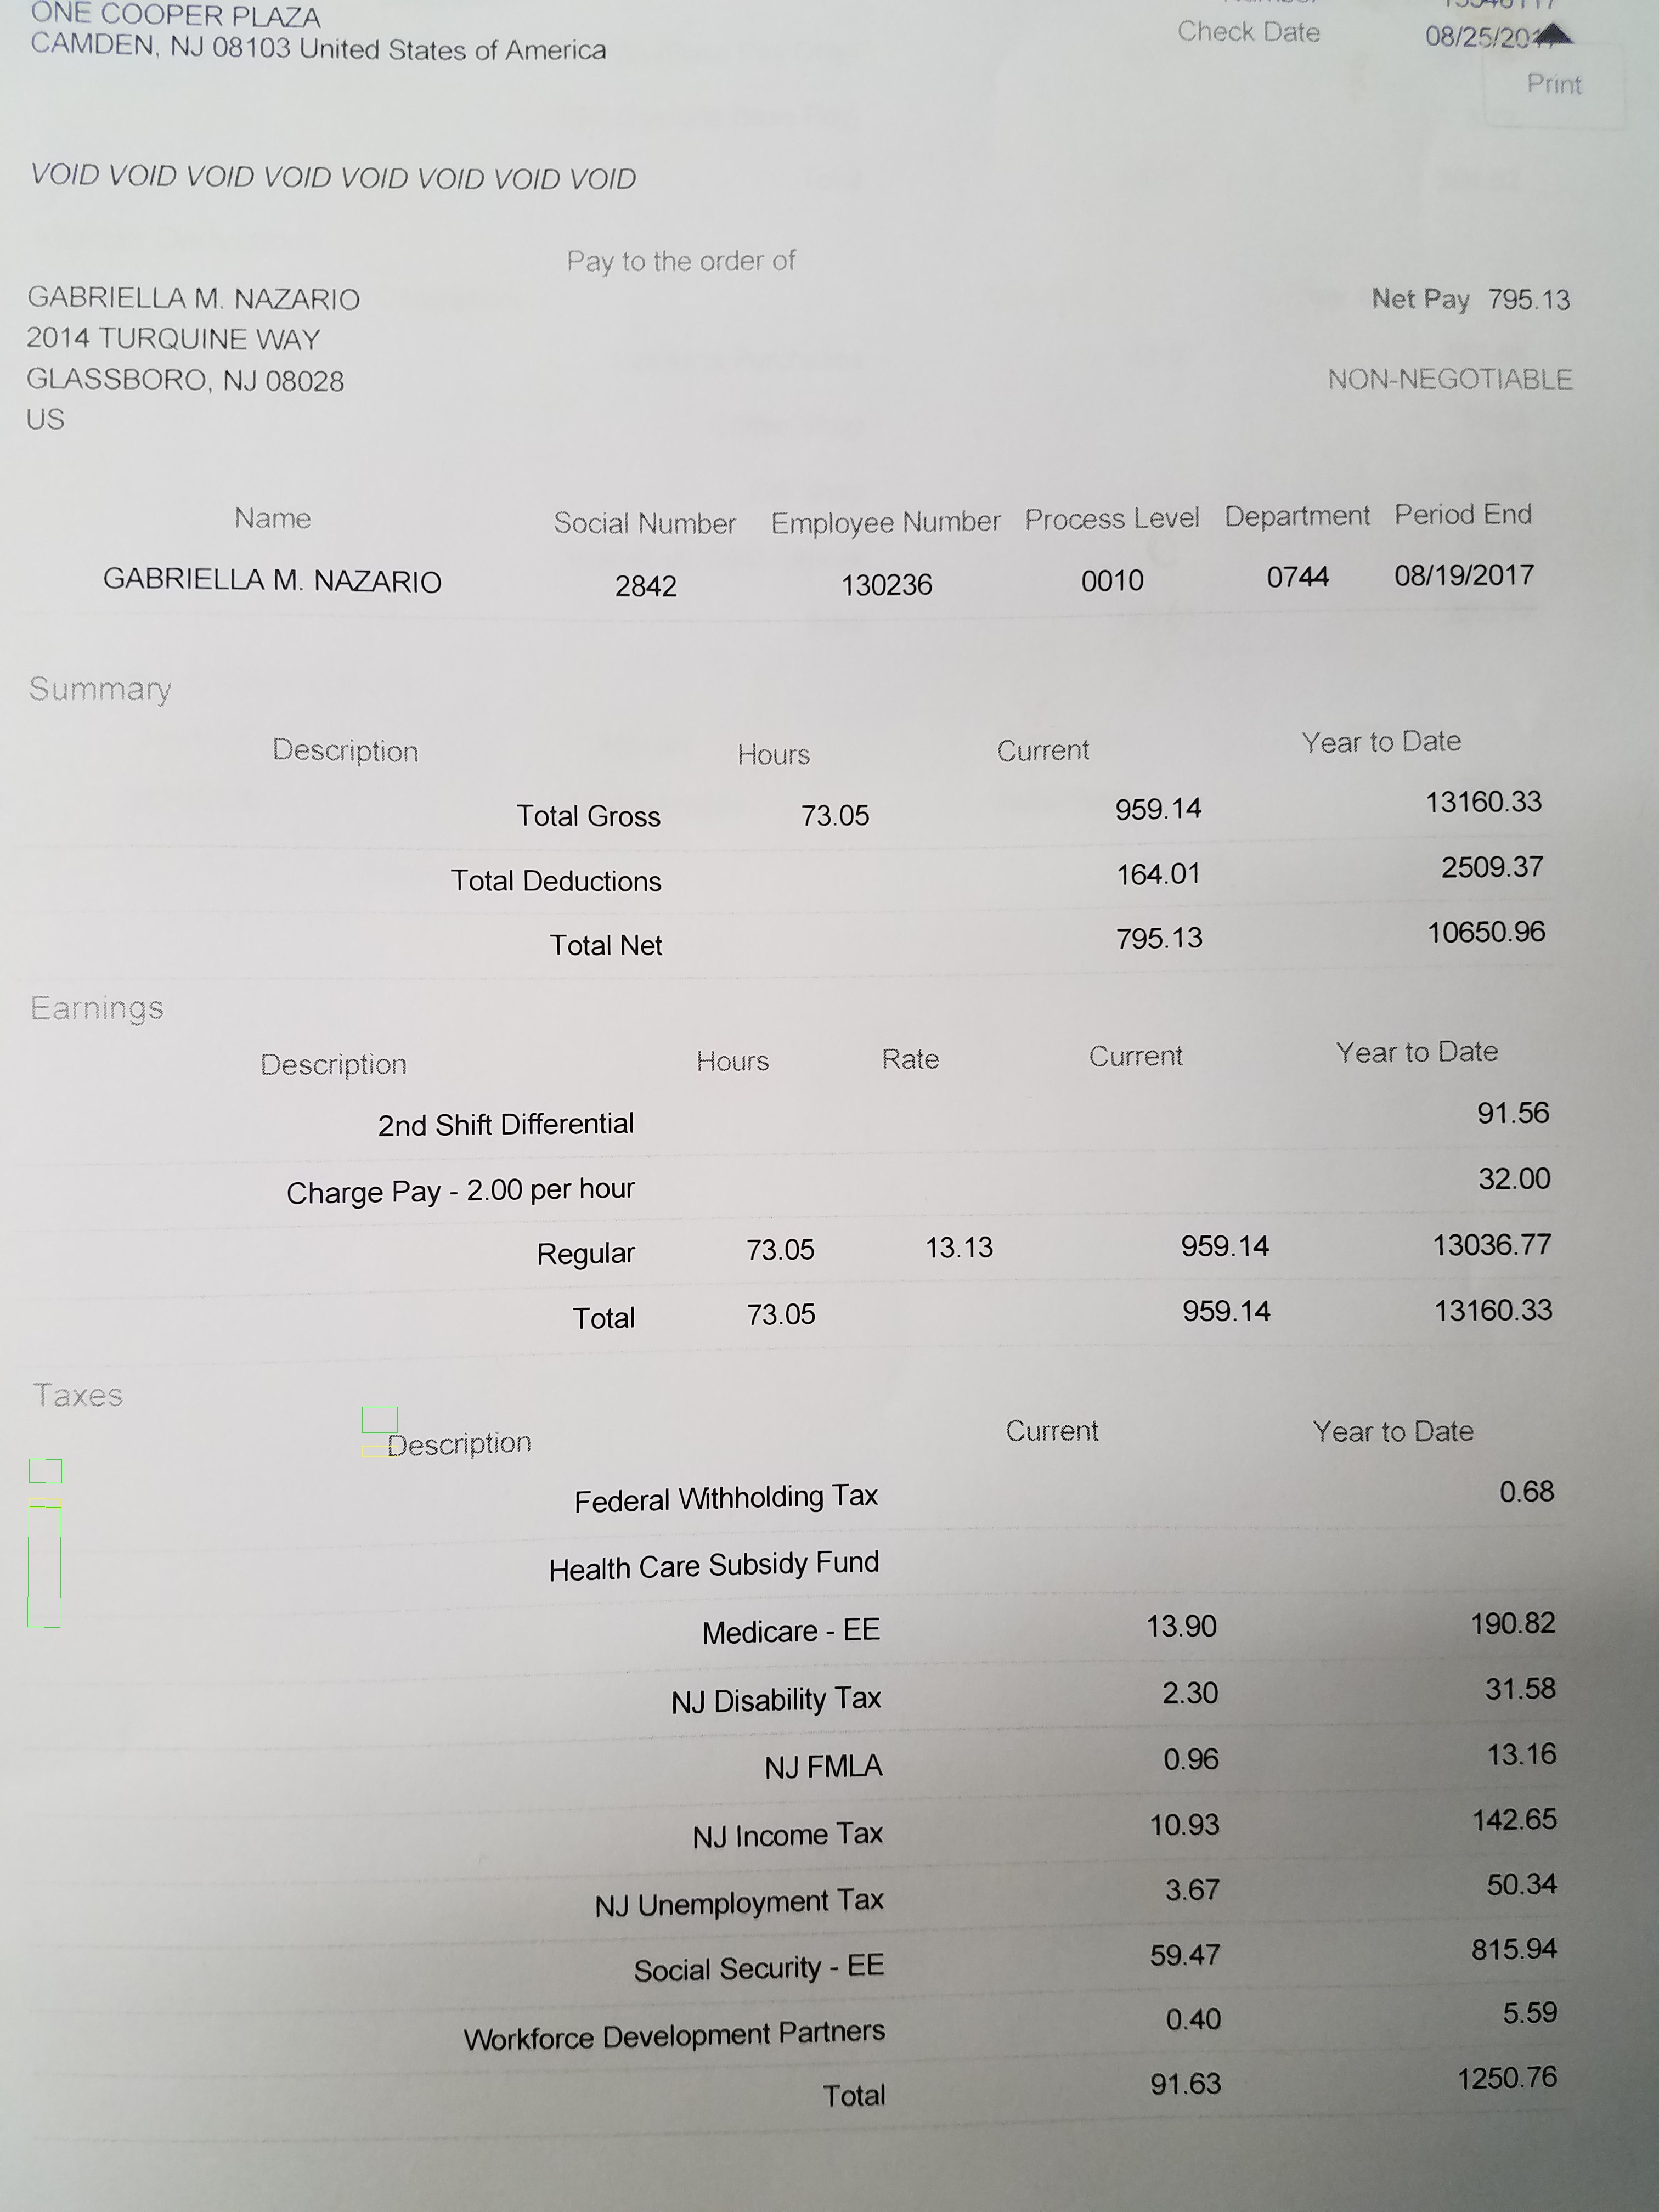 ONE COOPER PLAZA
CAMDEN, NJ 08103 United States of America
Check Date 08/25/2017
Print
VOID VOID VOID VOID VOID VOID VOID VOID
Pay to the order of
GABRIELLA M. NAZARIO
2014 TURQUINE WAY
GLASSBORO, NJ 08028
US
Net Pay 795.13
NON-NEGOTIABLE
Name Social Number Employee Number Process Level Department Period End
GABRIELLA M. NAZARIO 2842 130236 0010 0744 08/19/2017
Summary
Description Hours Current Year to Date
Total Gross 73.05 959.14 13160.33
Total Deductions 164.01 2509.37
Total Net 795.13 10650.96
Earnings
Description Hours Rate Current Year to Date
2nd Shift Differential 91.56
Charge Pay - 2.00 per hour 32.00
Regular 73.05 13.13 959.14 13036.77
Total 73.05 959.14 13160.33
Taxes
Description Current Year to Date
Federal Withholding Tax 0.68
Health Care Subsidy Fund
Medicare - EE 13.90 190.82
NJ Disability Tax 2.30 31.58
NJ FMLA 0.96 13.16
NJ Income Tax 10.93 142.65
NJ Unemployment Tax 3.67 50.34
Social Security - EE 59.47 815.94
Workforce Development Partners 0.40 5.59
Total 91.63 1250.76